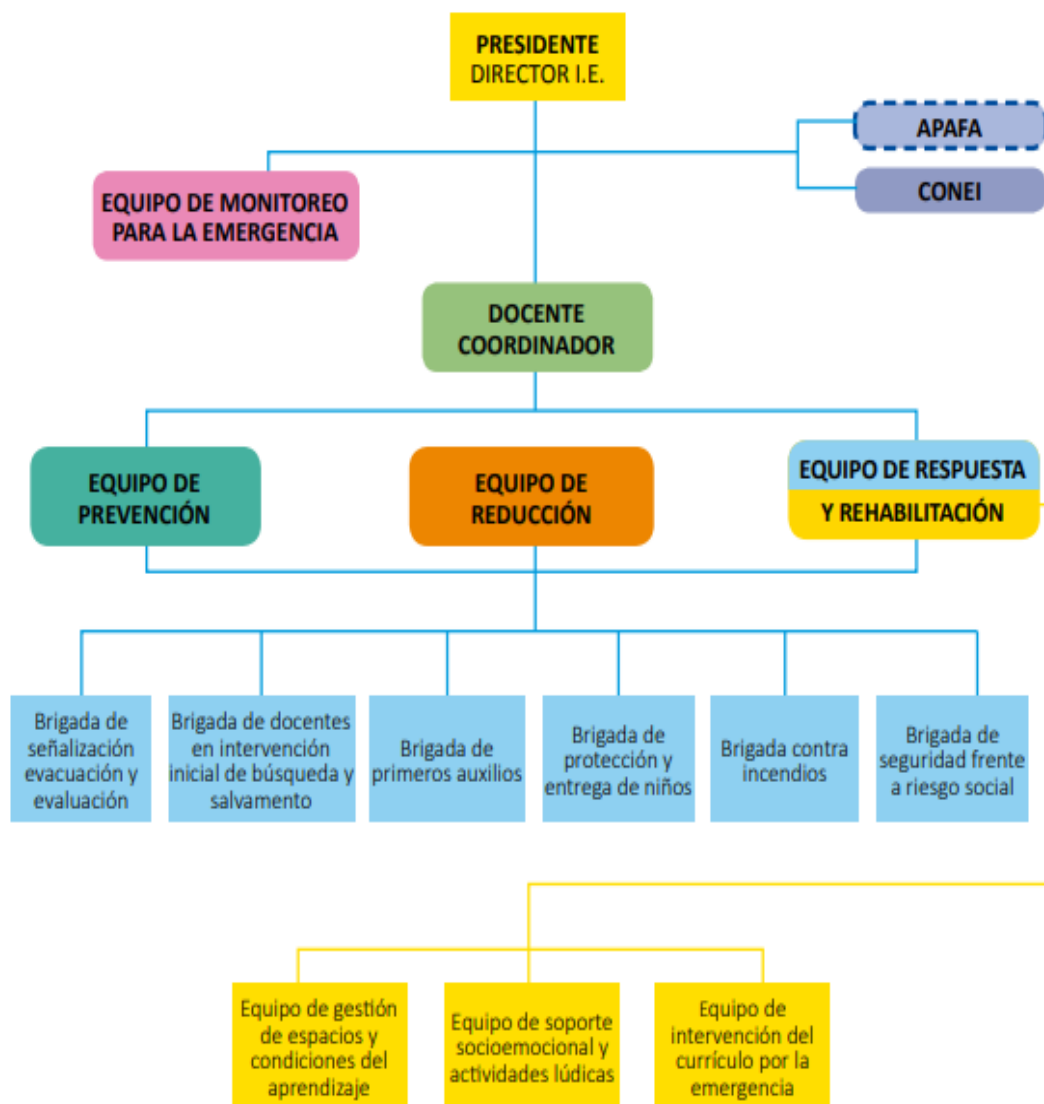 PRESIDENTE
DIRECTOR I.E.
APAFA
CONEI
EQUIPO DE MONITOREO
PARA LA EMERGENCIA
DOCENTE
COORDINADOR
EQUIPO DE
PREVENCIÓN
EQUIPO DE
REDUCCIÓN
EQUIPO DE RESPUESTA
Y REHABILITACIÓN
Brigada de
señalización
evacuación y
evaluación
Brigada de docentes
en intervención
inicial de búsqueda y
salvamento
Brigada de
primeros auxilios
Brigada de
protección y
entrega de niños
Brigada contra
incendios
Brigada de
seguridad frente
a riesgo social
Equipo de gestión
de espacios y
condiciones del
aprendizaje
Equipo de soporte
socioemocional y
actividades lúdicas
Equipo de
intervención del
currículo por la
emergencia